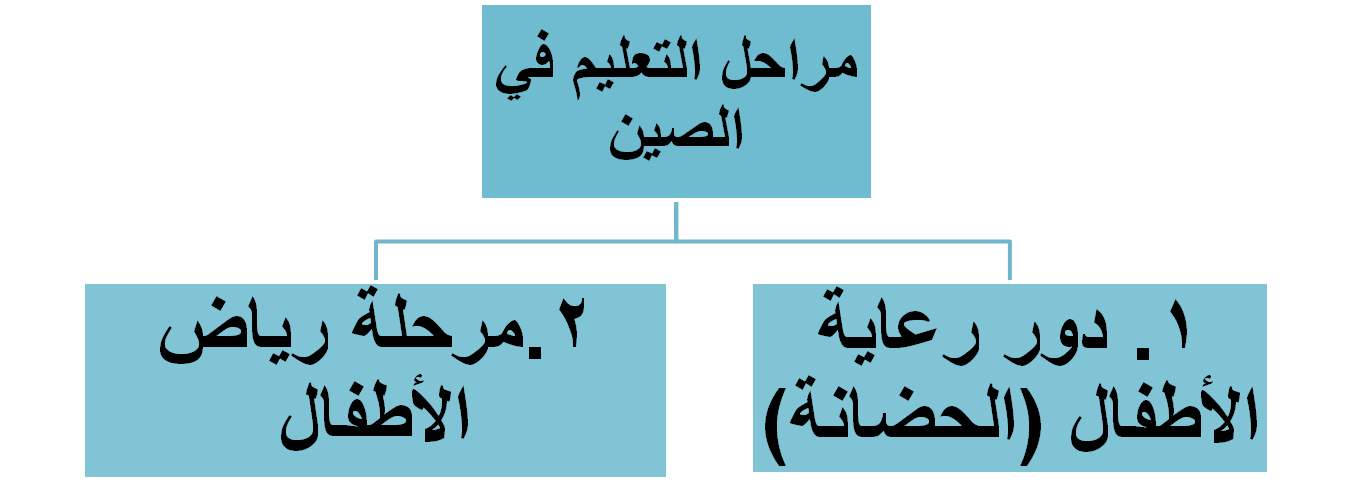 مراحل التعليم في
الصين
١. دور رعاية
الأطفال (الحضانة)
٢.مرحلة رياض
الأطفال